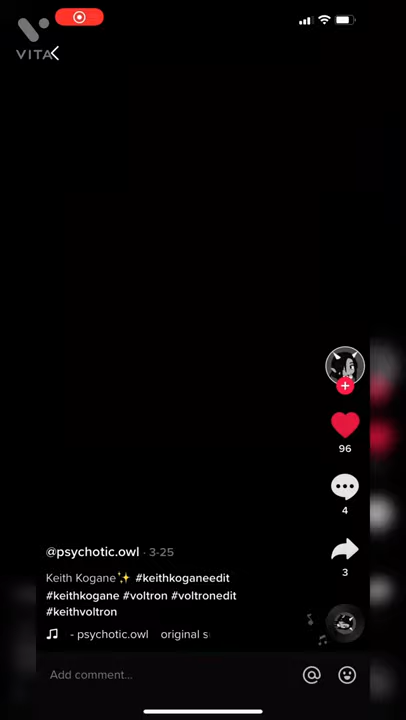 VITA
96
4
3
@psychotic.owl · 3-25
Keith Kogane✨ #keithkoganeedit
#keithkogane #voltron #voltronedit
#keithvoltron
- psychotic.owl original s
Add comment...